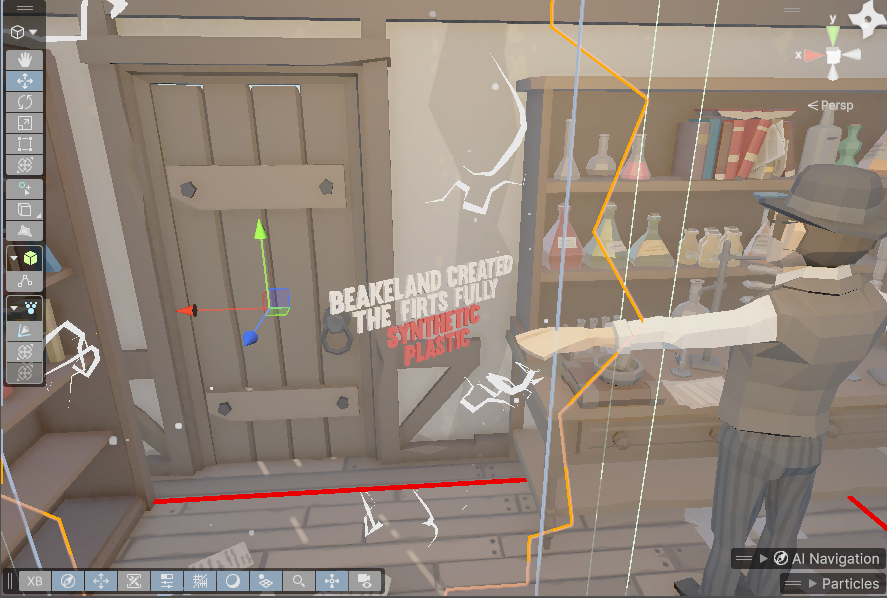 y
x
< Persp
BEAKELAND CREATED
THE FIRTS FULLY
SYNTHETIC
PLASTIC
AI Navigation
Particles
XB